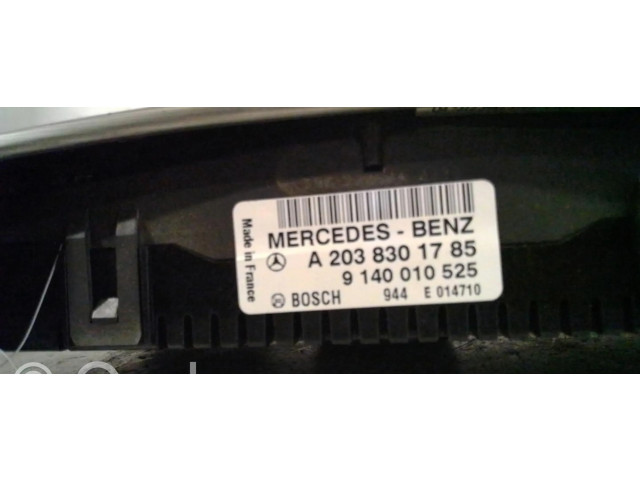 MERCEDES - BENZ
A 203 830 17 85
9 140 010 525
BOSCH 944 E 014710
Made in France